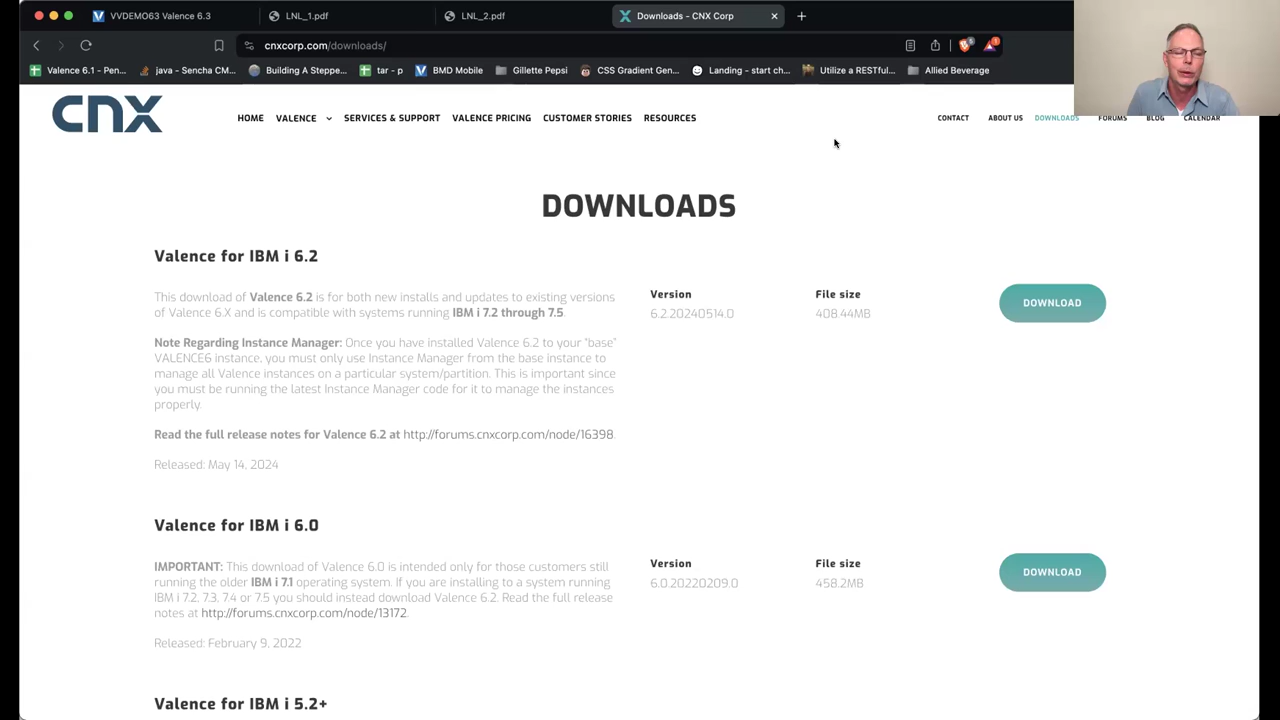 VVDEMO63 Valence 6.3
LNL_1.pdf
LNL_2.pdf
Downloads - CNX Corp
cnxcorp.com/downloads/
Valence 6.1 - Pen...
java - Sencha CM...
Building A Steppe...
tar - p
BMD Mobile
Gillette Pepsi
CSS Gradient Gen...
Landing - start ch...
Utilize a RESTful...
Allied Beverage
cnx
HOME
VALENCE
SERVICES & SUPPORT
VALENCE PRICING
CUSTOMER STORIES
RESOURCES
CONTACT
ABOUT US
DOWNLOADS
FORUMS
BLOG
CALENDAR
DOWNLOADS
Valence for IBM i 6.2
This download of Valence 6.2 is for both new installs and updates to existing versions
of Valence 6.X and is compatible with systems running IBM i 7.2 through 7.5.
Note Regarding Instance Manager: Once you have installed Valence 6.2 to your "base"
VALENCE6 instance, you must only use Instance Manager from the base instance to
manage all Valence instances on a particular system/partition. This is important since
you must be running the latest Instance Manager code for it to manage the instances
properly.
Read the full release notes for Valence 6.2 at http://forums.cnxcorp.com/node/16398.
Released: May 14, 2024
Version
6.2.20240514.0
File size
408.44MB
DOWNLOAD
Valence for IBM i 6.0
IMPORTANT: This download of Valence 6.0 is intended only for those customers still
running the older IBM i 7.1 operating system. If you are installing to a system running
IBM i 7.2, 7.3, 7.4 or 7.5 you should instead download Valence 6.2. Read the full release
notes at http://forums.cnxcorp.com/node/13172.
Released: February 9, 2022
Version
6.0.20220209.0
File size
458.2MB
DOWNLOAD
Valence for IBM i 5.2+